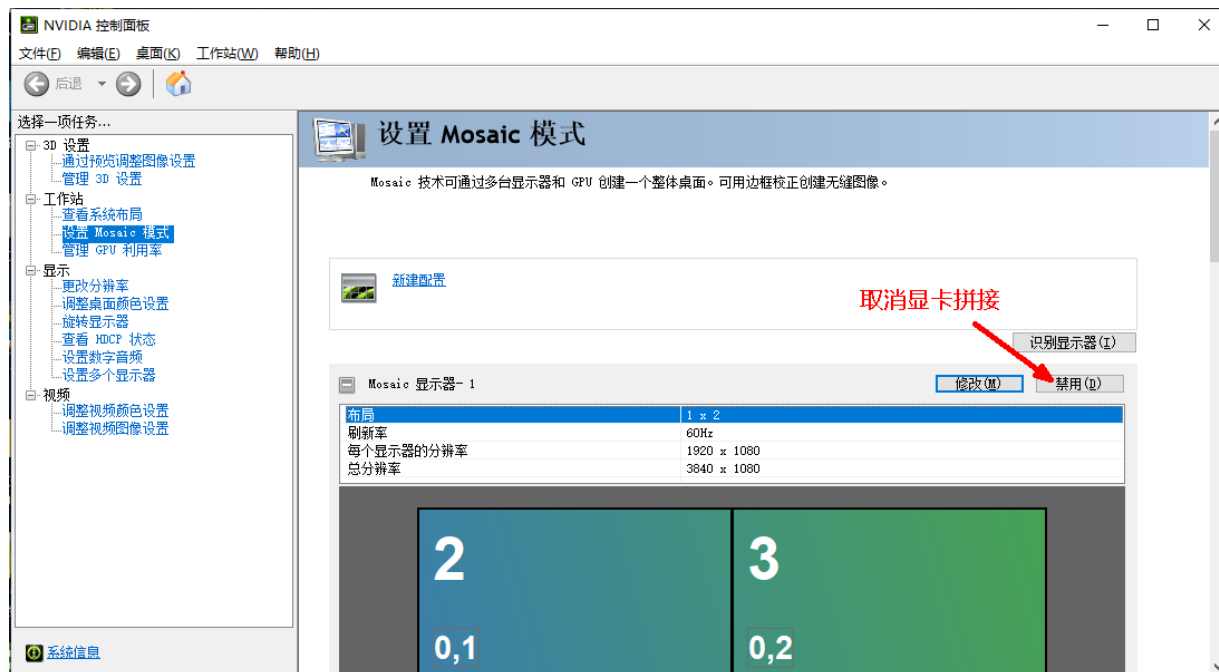 NVIDIA 控制面板
文件(F) 编辑(E) 桌面(K) 工作站(W) 帮助(H)
后退
选择一项任务...
3D 设置
通过预览调整图像设置
管理 3D 设置
工作站
查看系统布局
设置 Mosaic 模式
管理 GPU 利用率
显示
更改分辨率
调整桌面颜色设置
旋转显示器
查看 HDCP 状态
设置数字音频
设置多个显示器
视频
调整视频颜色设置
调整视频图像设置
系统信息
设置 Mosaic 模式
Mosaic 技术可通过多台显示器和 GPU 创建一个整体桌面。可用边框校正创建无缝图像。
新建配置
取消显卡拼接
识别显示器(I)
Mosaic 显示器- 1 修改(M) 禁用(D)
布局 1 x 2
刷新率 60Hz
每个显示器的分辨率 1920 x 1080
总分辨率 3840 x 1080
2 3
0,1 0,2